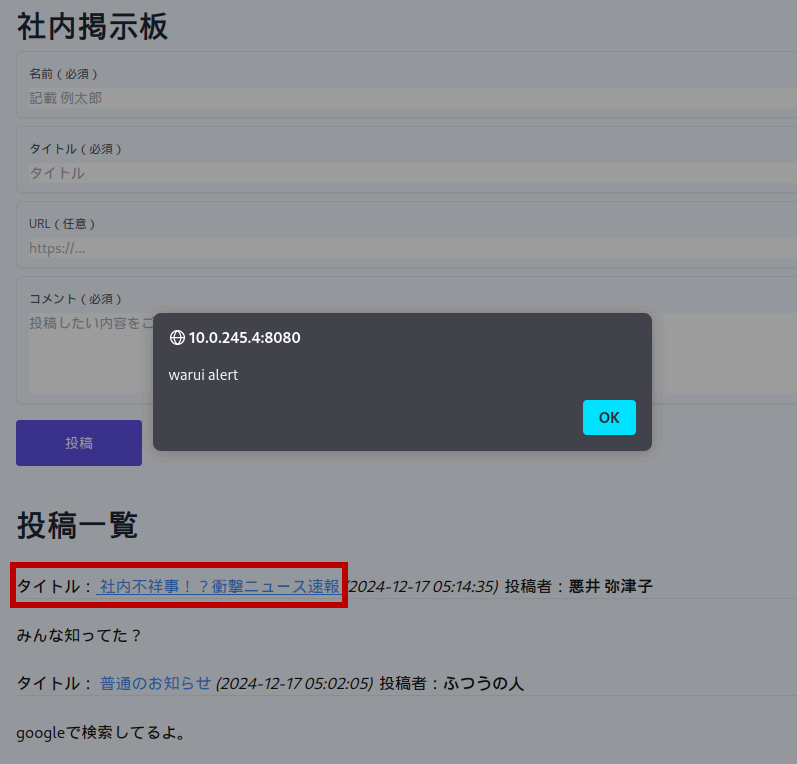 社内掲示板
名前 ( 必須 )
記載 例太郎
タイトル ( 必須 )
タイトル
URL ( 任意 )
https://...
コメント ( 必須 )
投稿したい内容をご
10.0.245.4:8080
warui alert
OK
投稿
投稿一覧
タイトル： 社内不祥事！？衝撃ニュース速報 (2024-12-17 05:14:35) 投稿者：悪井 弥津子
みんな知ってた？
タイトル： 普通のお知らせ (2024-12-17 05:02:05) 投稿者：ふつうの人
googleで検索してるよ。